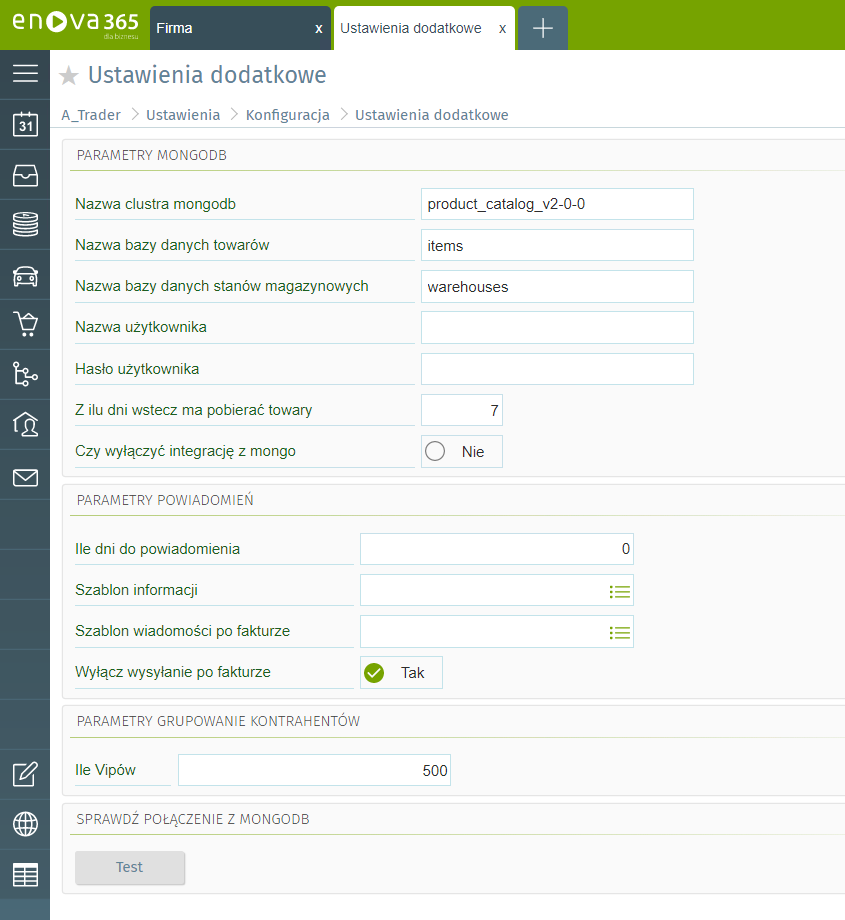 enova365
dla biznesu
Firma x
Ustawienia dodatkowe x
31
Ustawienia dodatkowe
A_Trader > Ustawienia > Konfiguracja > Ustawienia dodatkowe
PARAMETRY MONGODB
Nazwa clustra mongodb product_catalog_v2-0-0
Nazwa bazy danych towarów items
Nazwa bazy danych stanów magazynowych warehouses
Nazwa użytkownika
Hasło użytkownika
Z ilu dni wstecz ma pobierać towary 7
Czy wyłączyć integrację z mongo Nie
PARAMETRY POWIADOMIEŃ
Ile dni do powiadomienia 0
Szablon informacji
Szablon wiadomości po fakturze
Wyłącz wysyłanie po fakturze Tak
PARAMETRY GRUPOWANIE KONTRAHENTÓW
Ile Vipów 500
SPRAWDŹ POŁĄCZENIE Z MONGODB
Test